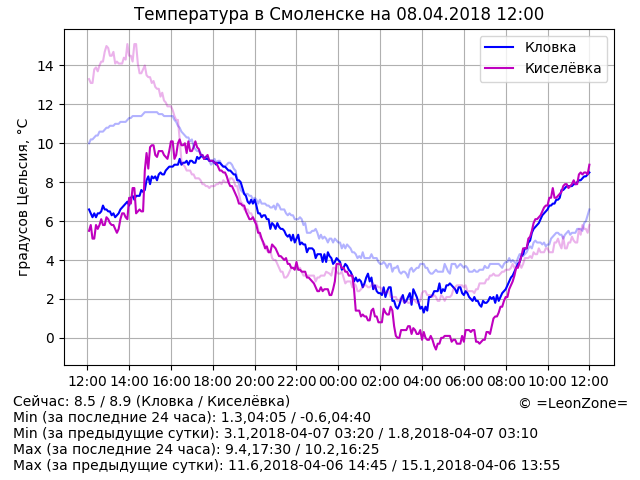 Температура в Смоленске на 08.04.2018 12:00
Кловка
Киселёвка
градусов Цельсия, °C
14
12
10
8
6
4
2
0
12:00 14:00 16:00 18:00 20:00 22:00 00:00 02:00 04:00 06:00 08:00 10:00 12:00
Сейчас: 8.5 / 8.9 (Кловка / Киселёвка)
© =LeonZone=
Min (за последние 24 часа): 1.3,04:05 / -0.6,04:40
Min (за предыдущие сутки): 3.1,2018-04-07 03:20 / 1.8,2018-04-07 03:10
Max (за последние 24 часа): 9.4,17:30 / 10.2,16:25
Max (за предыдущие сутки): 11.6,2018-04-06 14:45 / 15.1,2018-04-06 13:55